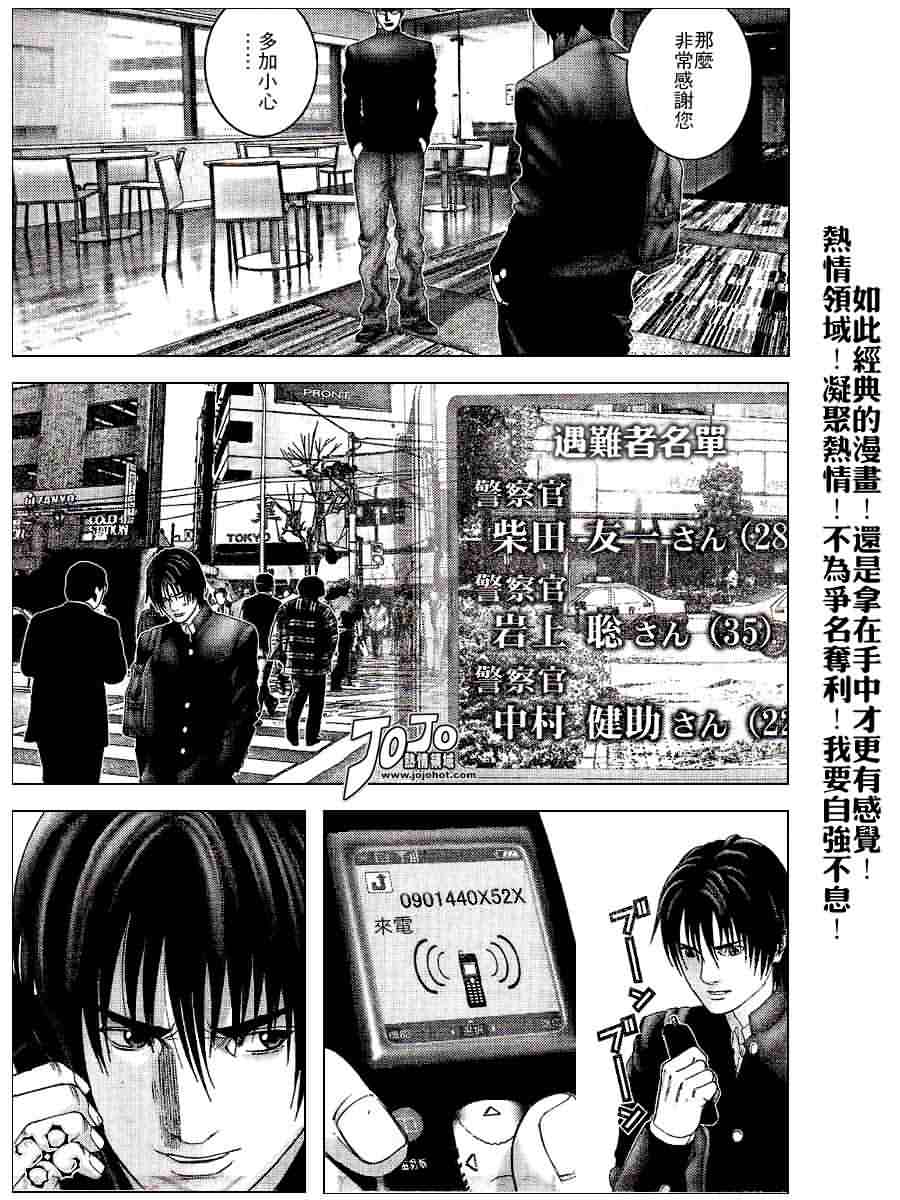 那麼
非常感謝您
多加小心
……
PRONT
遇難者名單
警察官
柴田 友一さん (28
警察官
岩上 聡さん (35)
警察官
中村 健助さん (22
GOLD
STATION
TOKYO
JOJO
熱情領域
www.jojohot.com
ブーン
ブーン
0901440X52X
來電
如此經典的漫畫！還是拿在手中才更有感覺！
熱情領域！凝聚熱情！不為爭名奪利！我要自強不息！